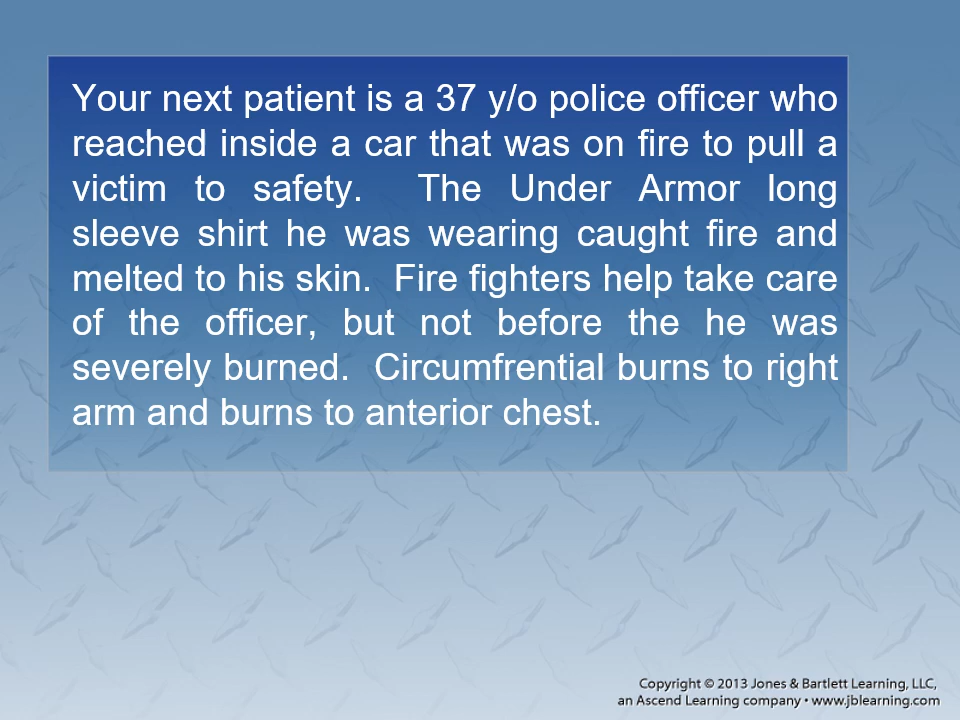 Your next patient is a 37 y/o police officer who
reached inside a car that was on fire to pull a
victim to safety. The Under Armor long
sleeve shirt he was wearing caught fire and
melted to his skin. Fire fighters help take care
of the officer, but not before the he was
severely burned. Circumfrential burns to right
arm and burns to anterior chest.
Copyright © 2013 Jones & Bartlett Learning, LLC,
an Ascend Learning company • www.jblearning.com